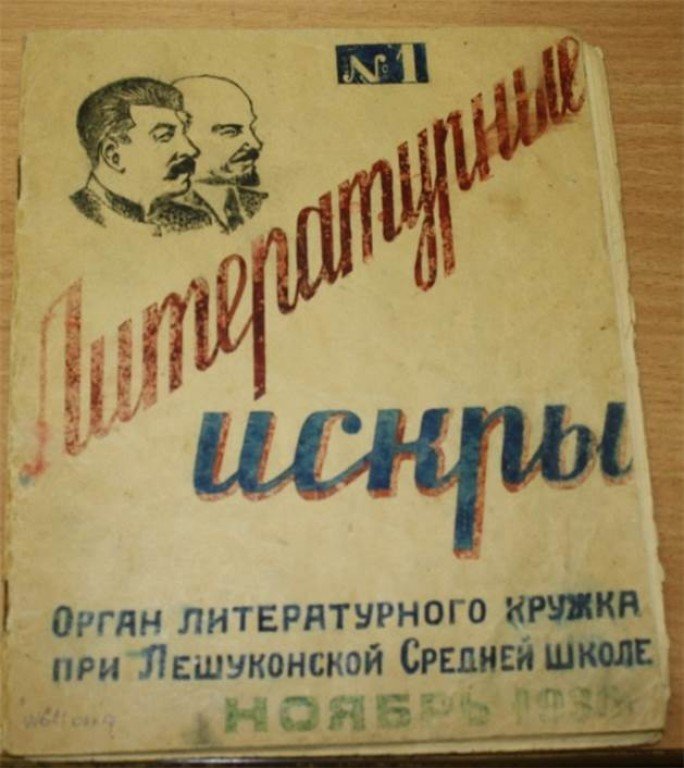 №1
Литературные
искры
Орган литературного кружка
при Лешуконской Средней школе
Ноябрь